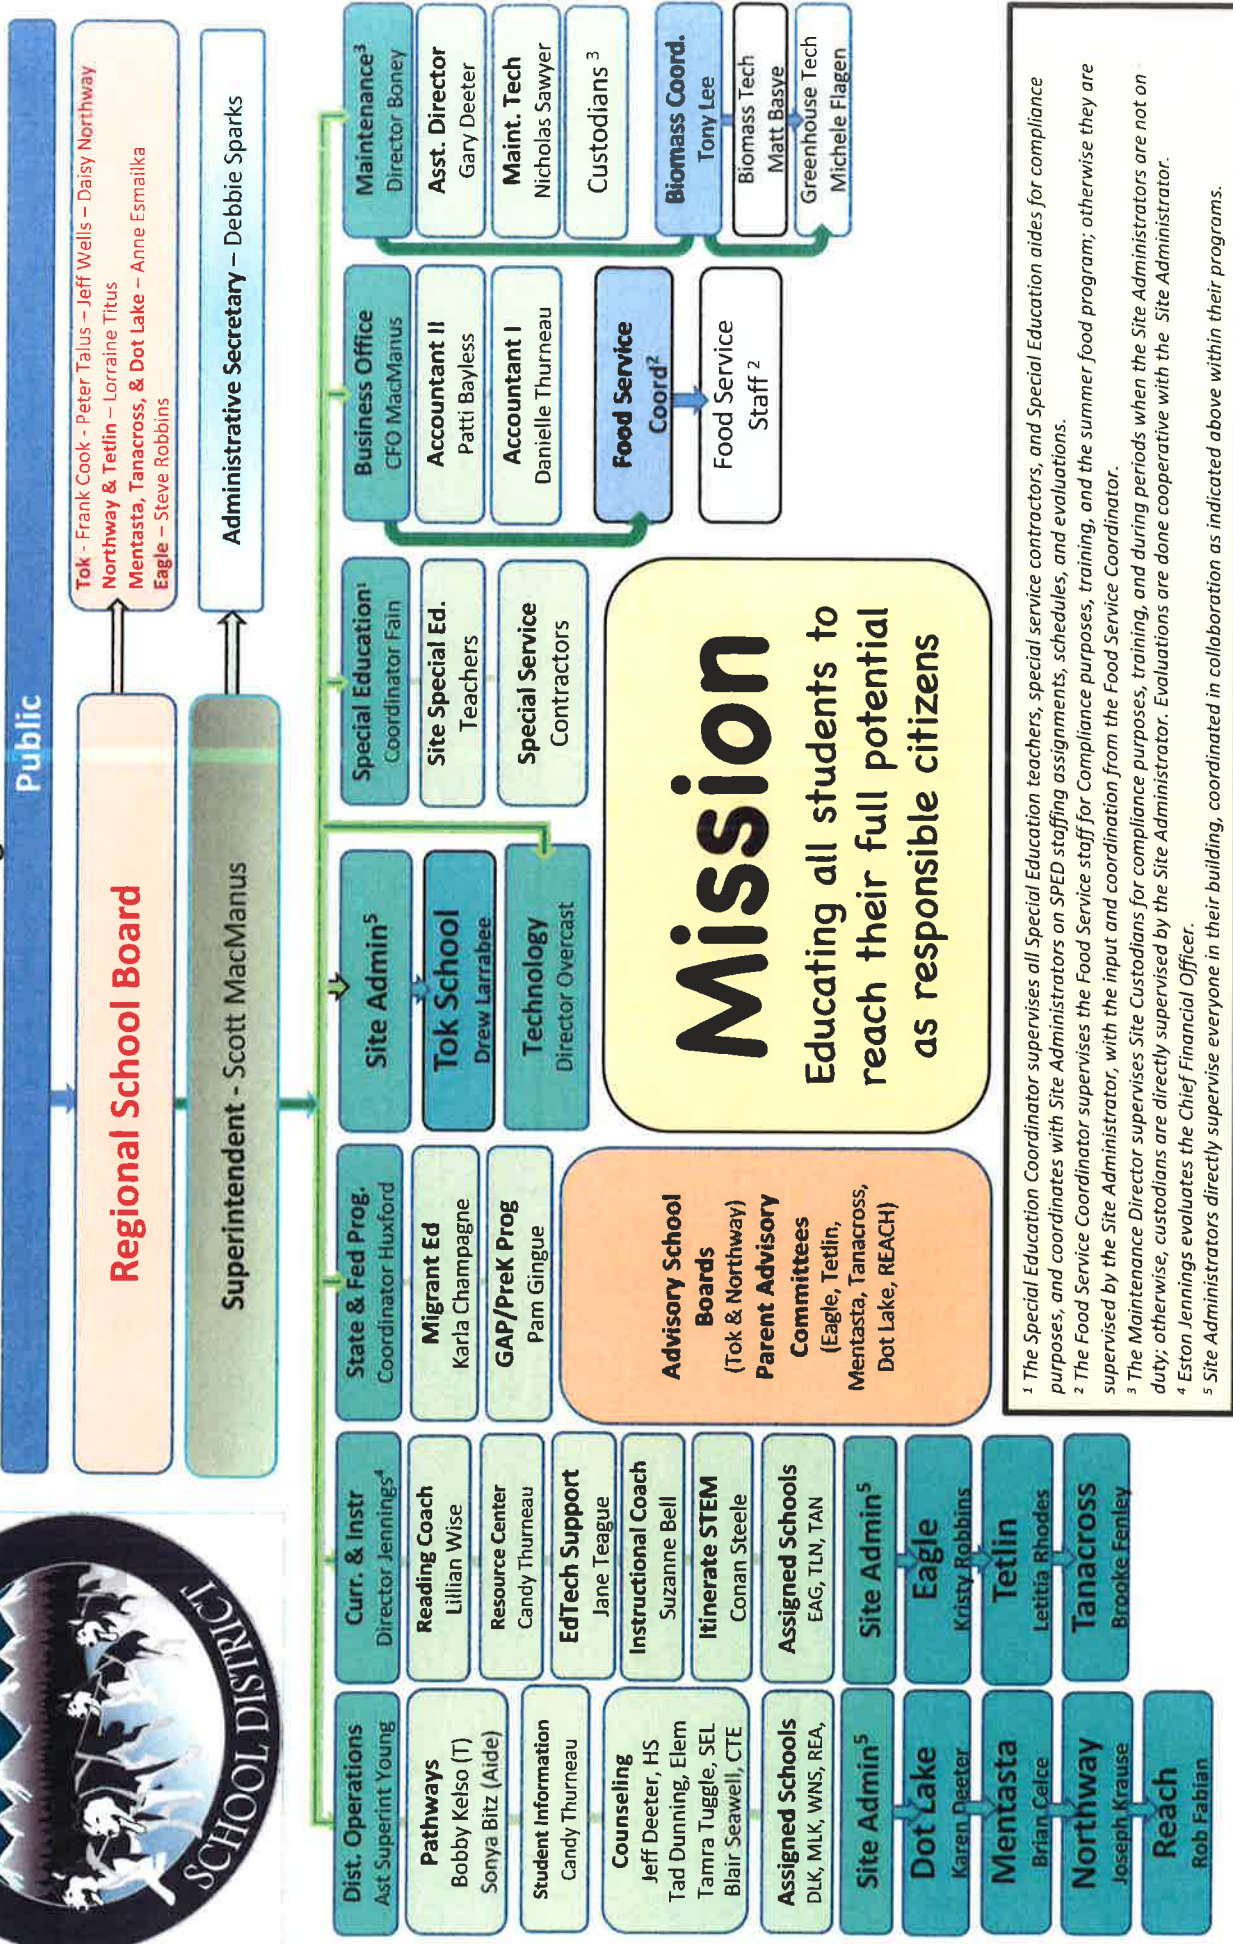 SCHOOL DISTRICT
Public
Regional School Board
Tok - Frank Cook - Peter Talus – Jeff Wells – Daisy Northway
Northway & Tetlin – Lorraine Titus
Mentasta, Tanacross, & Dot Lake – Anne Esmailka
Eagle – Steve Robbins
Superintendent - Scott MacManus
Administrative Secretary – Debbie Sparks
Dist. Operations
Ast Superint Young
Pathways
Bobby Kelso (T)
Sonya Bitz (Aide)
Student Information
Candy Thurneau
Counseling
Jeff Deeter, HS
Tad Dunning, Elem
Tamra Tuggle, SEL
Blair Seawell, CTE
Assigned Schools
DLK, MLK, WNS, REA,
Site Admin⁵
Dot Lake
Karen Deeter
Mentasta
Brian Celce
Northway
Joseph Krause
Reach
Rob Fabian
Curr. & Instr
Director Jennings⁴
Reading Coach
Lillian Wise
Resource Center
Candy Thurneau
EdTech Support
Jane Teague
Instructional Coach
Suzanne Bell
Itinerate STEM
Conan Steele
Assigned Schools
EAG, TLN, TAN
Site Admin⁵
Eagle
Kristy Robbins
Tetlin
Letitia Rhodes
Tanacross
Brooke Fenley
State & Fed Prog.
Coordinator Huxford
Migrant Ed
Karla Champagne
GAP/PreK Prog
Pam Gingue
Advisory School
Boards
(Tok & Northway)
Parent Advisory
Committees
(Eagle, Tetlin,
Mentasta, Tanacross,
Dot Lake, REACH)
Site Admin⁵
Tok School
Drew Larrabee
Technology
Director Overcast
Special Education¹
Coordinator Fain
Site Special Ed.
Teachers
Special Service
Contractors
Business Office
CFO MacManus
Accountant II
Patti Bayless
Accountant I
Danielle Thurneau
Food Service
Coord²
Food Service
Staff ²
Maintenance³
Director Boney
Asst. Director
Gary Deeter
Maint. Tech
Nicholas Sawyer
Custodians ³
Biomass Coord.
Tony Lee
Biomass Tech
Matt Basye
Greenhouse Tech
Michele Flagen
Mission
Educating all students to
reach their full potential
as responsible citizens
¹ The Special Education Coordinator supervises all Special Education teachers, special service contractors, and Special Education aides for compliance
purposes, and coordinates with Site Administrators on SPED staffing assignments, schedules, and evaluations.
² The Food Service Coordinator supervises the Food Service staff for Compliance purposes, training, and the summer food program; otherwise they are
supervised by the Site Administrator, with the input and coordination from the Food Service Coordinator.
³ The Maintenance Director supervises Site Custodians for compliance purposes, training, and during periods when the Site Administrators are not on
duty; otherwise, custodians are directly supervised by the Site Administrator. Evaluations are done cooperative with the Site Administrator.
⁴ Eston Jennings evaluates the Chief Financial Officer.
⁵ Site Administrators directly supervise everyone in their building, coordinated in collaboration as indicated above within their programs.